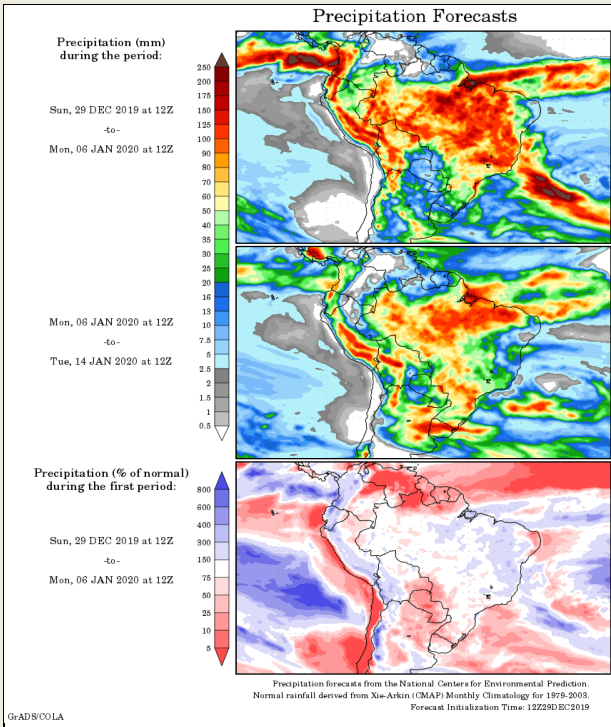 Precipitation Forecasts
Precipitation (mm)
during the period:
Sun, 29 DEC 2019 at 12Z
-to-
Mon, 06 JAN 2020 at 12Z
250
200
175
150
125
100
90
80
70
60
50
40
35
30
25
20
16
13
10
7.5
5
2.5
2
1.5
1
0.5
Mon, 06 JAN 2020 at 12Z
-to-
Tue, 14 JAN 2020 at 12Z
Precipitation (% of normal)
during the first period:
Sun, 29 DEC 2019 at 12Z
-to-
Mon, 06 JAN 2020 at 12Z
800
600
400
300
150
75
50
25
10
5
Precipitation forecasts from the National Centers for Environmental Prediction.
Normal rainfall derived from Xie-Arkin (CMAP) Monthly Climatology for 1979-2003.
Forecast Initialization Time: 12Z29DEC2019
GrADS/COLA